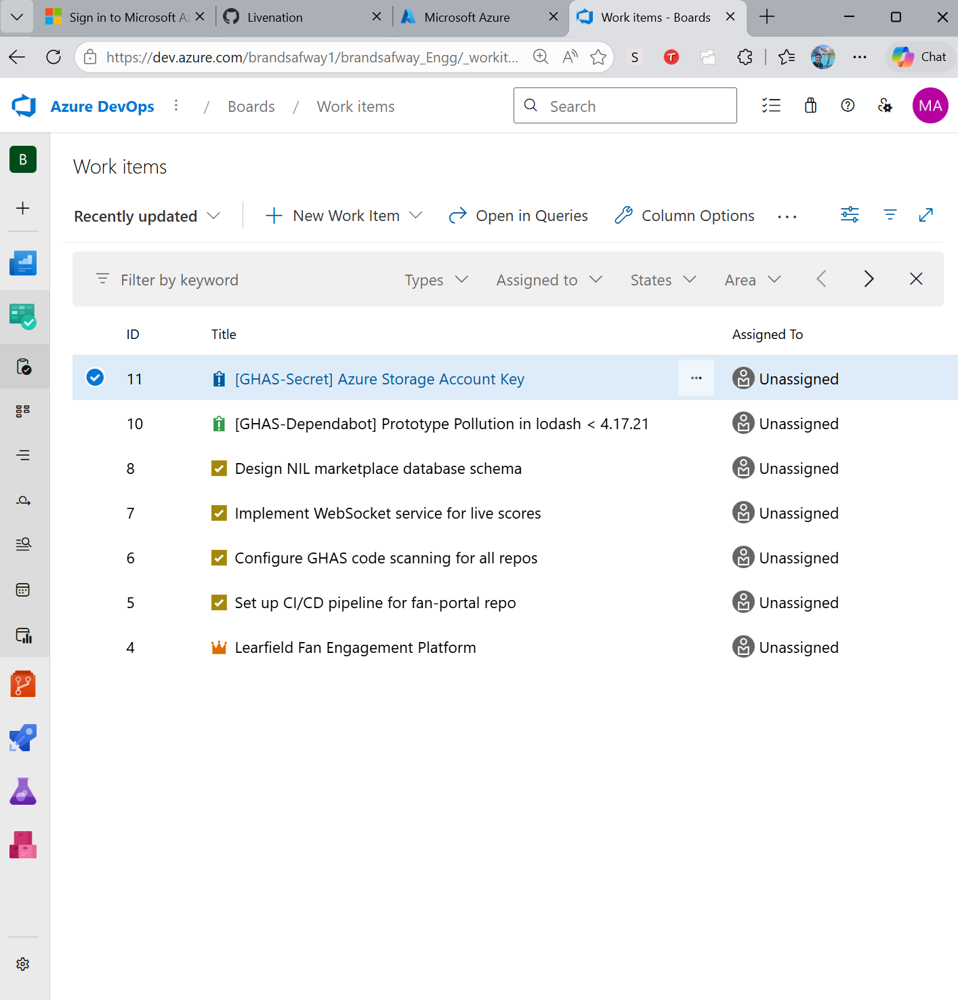 Sign in to Microsoft Az
Livenation
Microsoft Azure
Work items - Boards
https://dev.azure.com/brandsafway1/brandsafway_Engg/_workit...
A
S
T
Chat
Azure DevOps / Boards / Work items
Search
MA
B
Work items
Recently updated
New Work Item
Open in Queries
Column Options
Filter by keyword
Types
Assigned to
States
Area
ID Title Assigned To
11 [GHAS-Secret] Azure Storage Account Key Unassigned
10 [GHAS-Dependabot] Prototype Pollution in lodash < 4.17.21 Unassigned
8 Design NIL marketplace database schema Unassigned
7 Implement WebSocket service for live scores Unassigned
6 Configure GHAS code scanning for all repos Unassigned
5 Set up CI/CD pipeline for fan-portal repo Unassigned
4 Learfield Fan Engagement Platform Unassigned